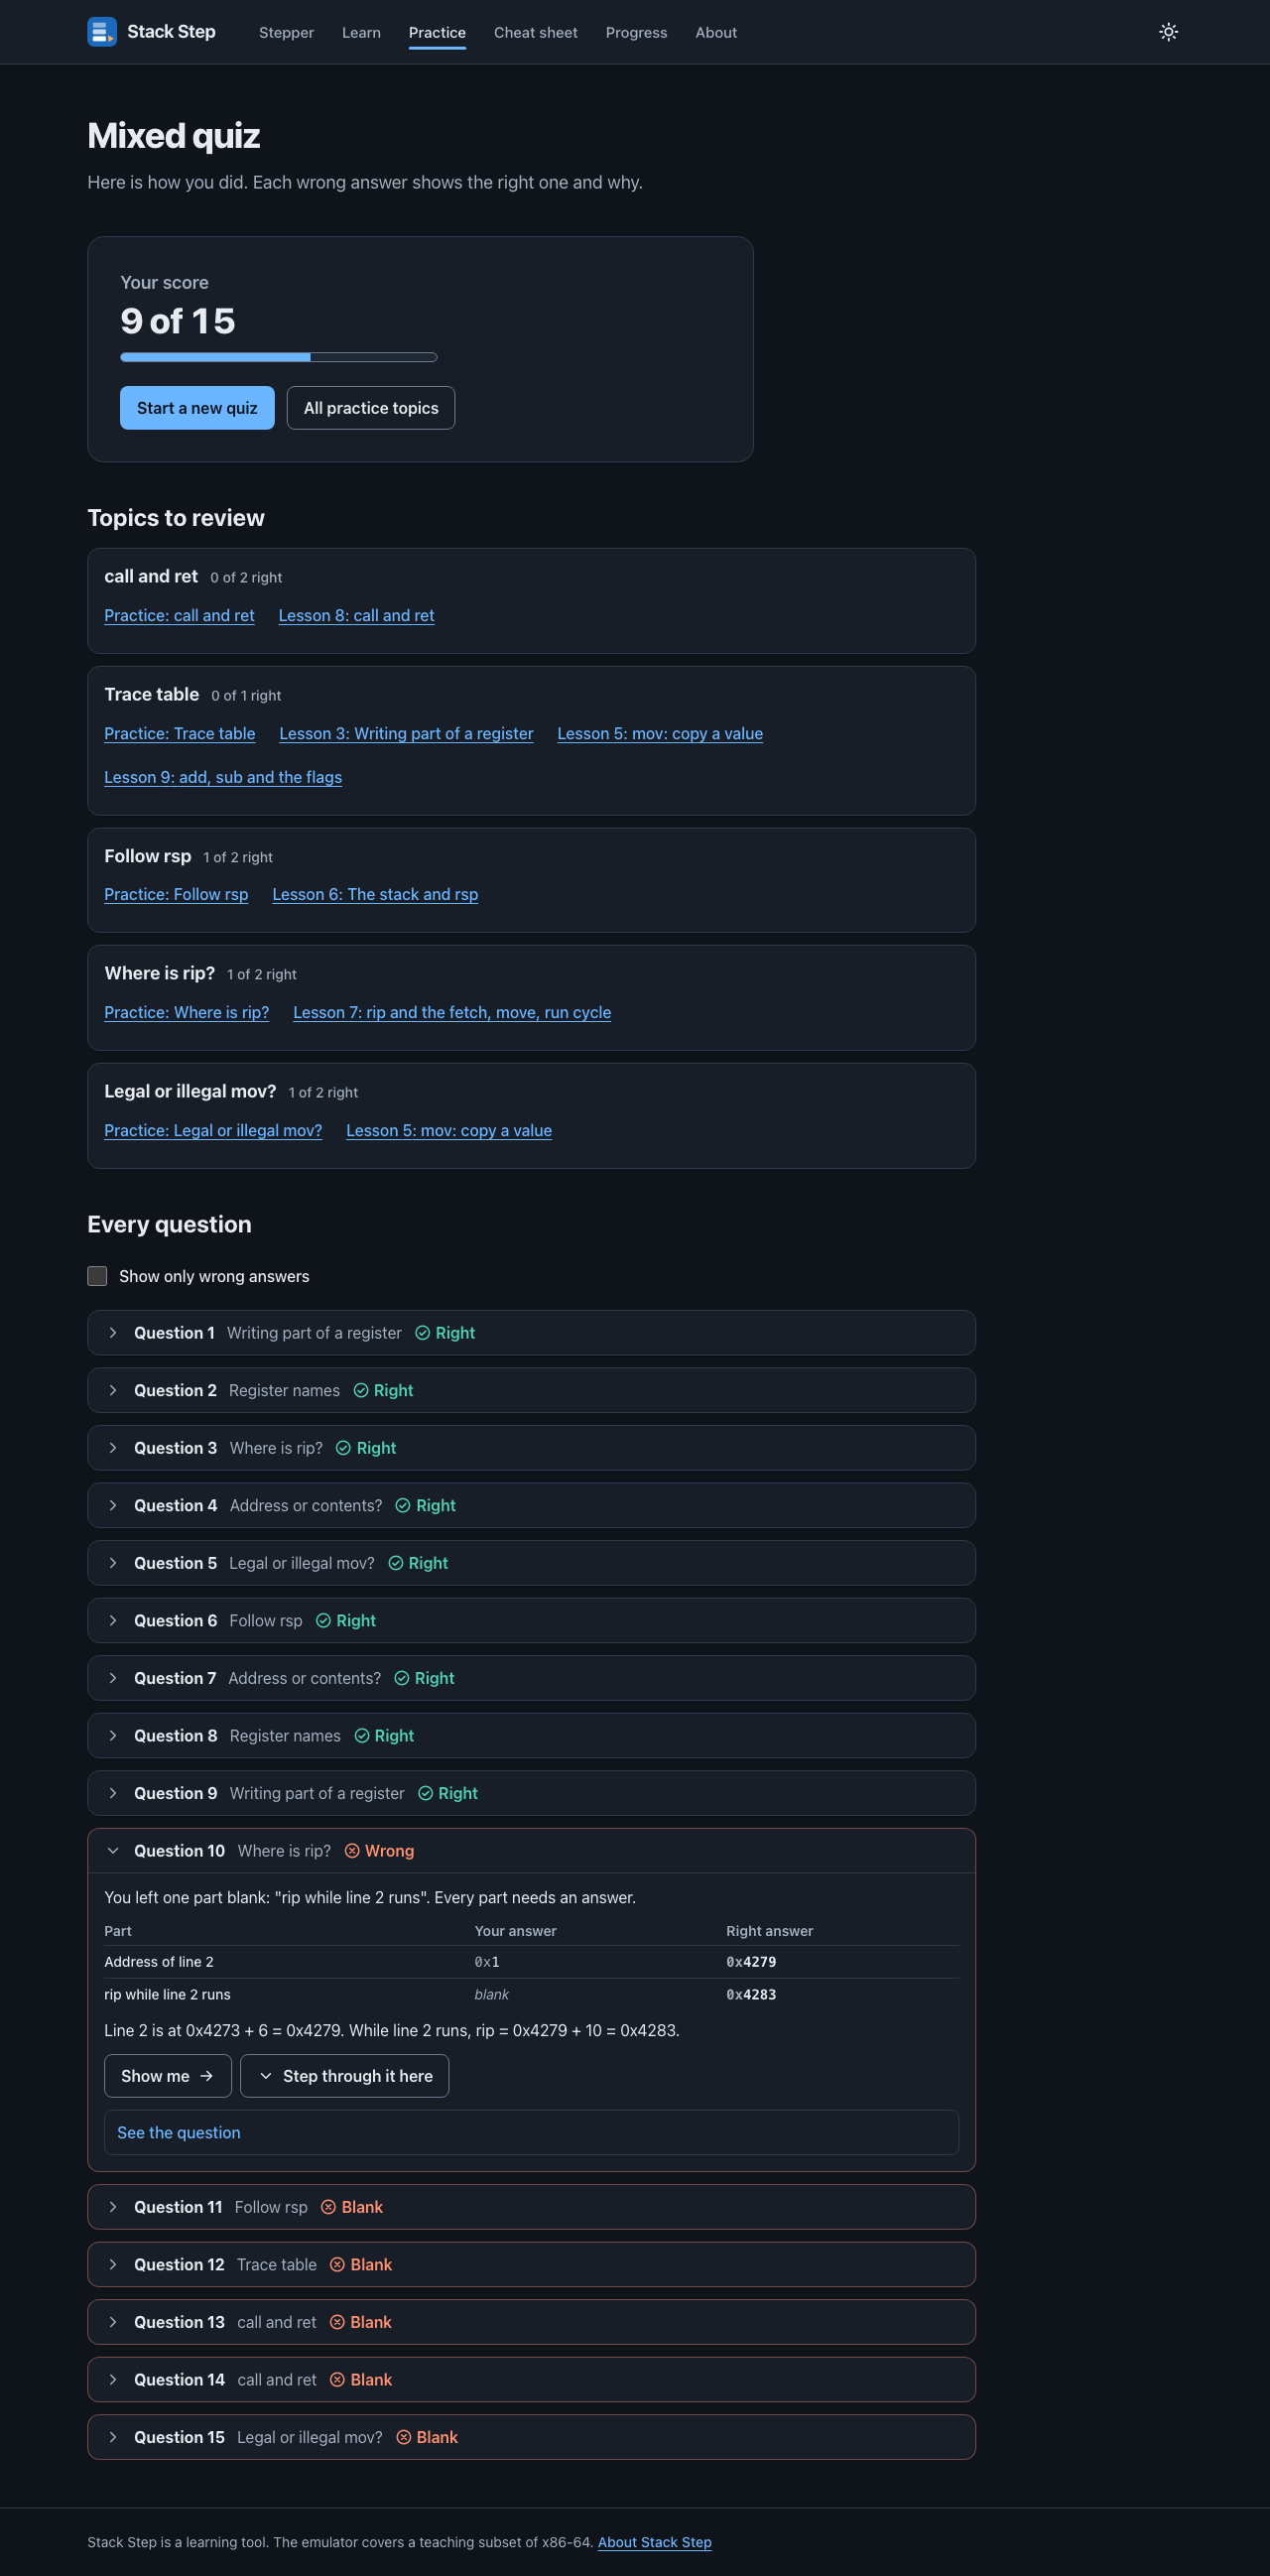 Stack Step Stepper Learn Practice Cheat sheet Progress About
Mixed quiz
Here is how you did. Each wrong answer shows the right one and why.
Your score
9 of 15
Start a new quiz All practice topics
Topics to review
call and ret 0 of 2 right
Practice: call and ret Lesson 8: call and ret
Trace table 0 of 1 right
Practice: Trace table Lesson 3: Writing part of a register Lesson 5: mov: copy a value
Lesson 9: add, sub and the flags
Follow rsp 1 of 2 right
Practice: Follow rsp Lesson 6: The stack and rsp
Where is rip? 1 of 2 right
Practice: Where is rip? Lesson 7: rip and the fetch, move, run cycle
Legal or illegal mov? 1 of 2 right
Practice: Legal or illegal mov? Lesson 5: mov: copy a value
Every question
Show only wrong answers
Question 1 Writing part of a register Right
Question 2 Register names Right
Question 3 Where is rip? Right
Question 4 Address or contents? Right
Question 5 Legal or illegal mov? Right
Question 6 Follow rsp Right
Question 7 Address or contents? Right
Question 8 Register names Right
Question 9 Writing part of a register Right
Question 10 Where is rip? Wrong
You left one part blank: "rip while line 2 runs". Every part needs an answer.
Part Your answer Right answer
Address of line 2 0x1 0x4279
rip while line 2 runs blank 0x4283
Line 2 is at 0x4273 + 6 = 0x4279. While line 2 runs, rip = 0x4279 + 10 = 0x4283.
Show me → Step through it here
See the question
Question 11 Follow rsp Blank
Question 12 Trace table Blank
Question 13 call and ret Blank
Question 14 call and ret Blank
Question 15 Legal or illegal mov? Blank
Stack Step is a learning tool. The emulator covers a teaching subset of x86-64. About Stack Step